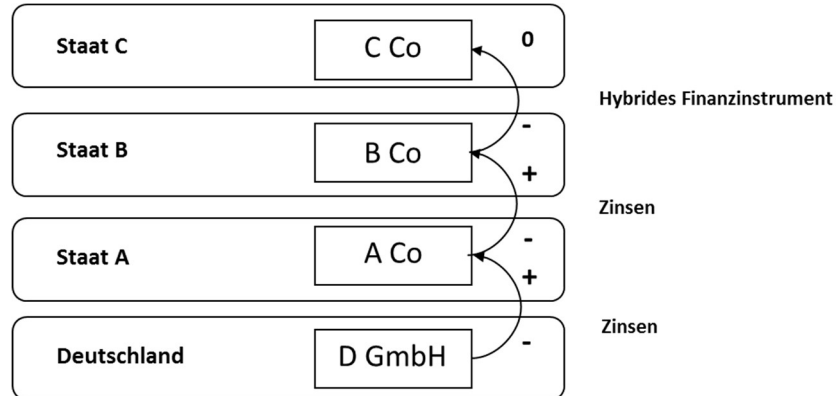 Staat C
C Co
0
Hybrides Finanzinstrument
-
Staat B
B Co
+
Zinsen
-
Staat A
A Co
+
Zinsen
-
Deutschland
D GmbH